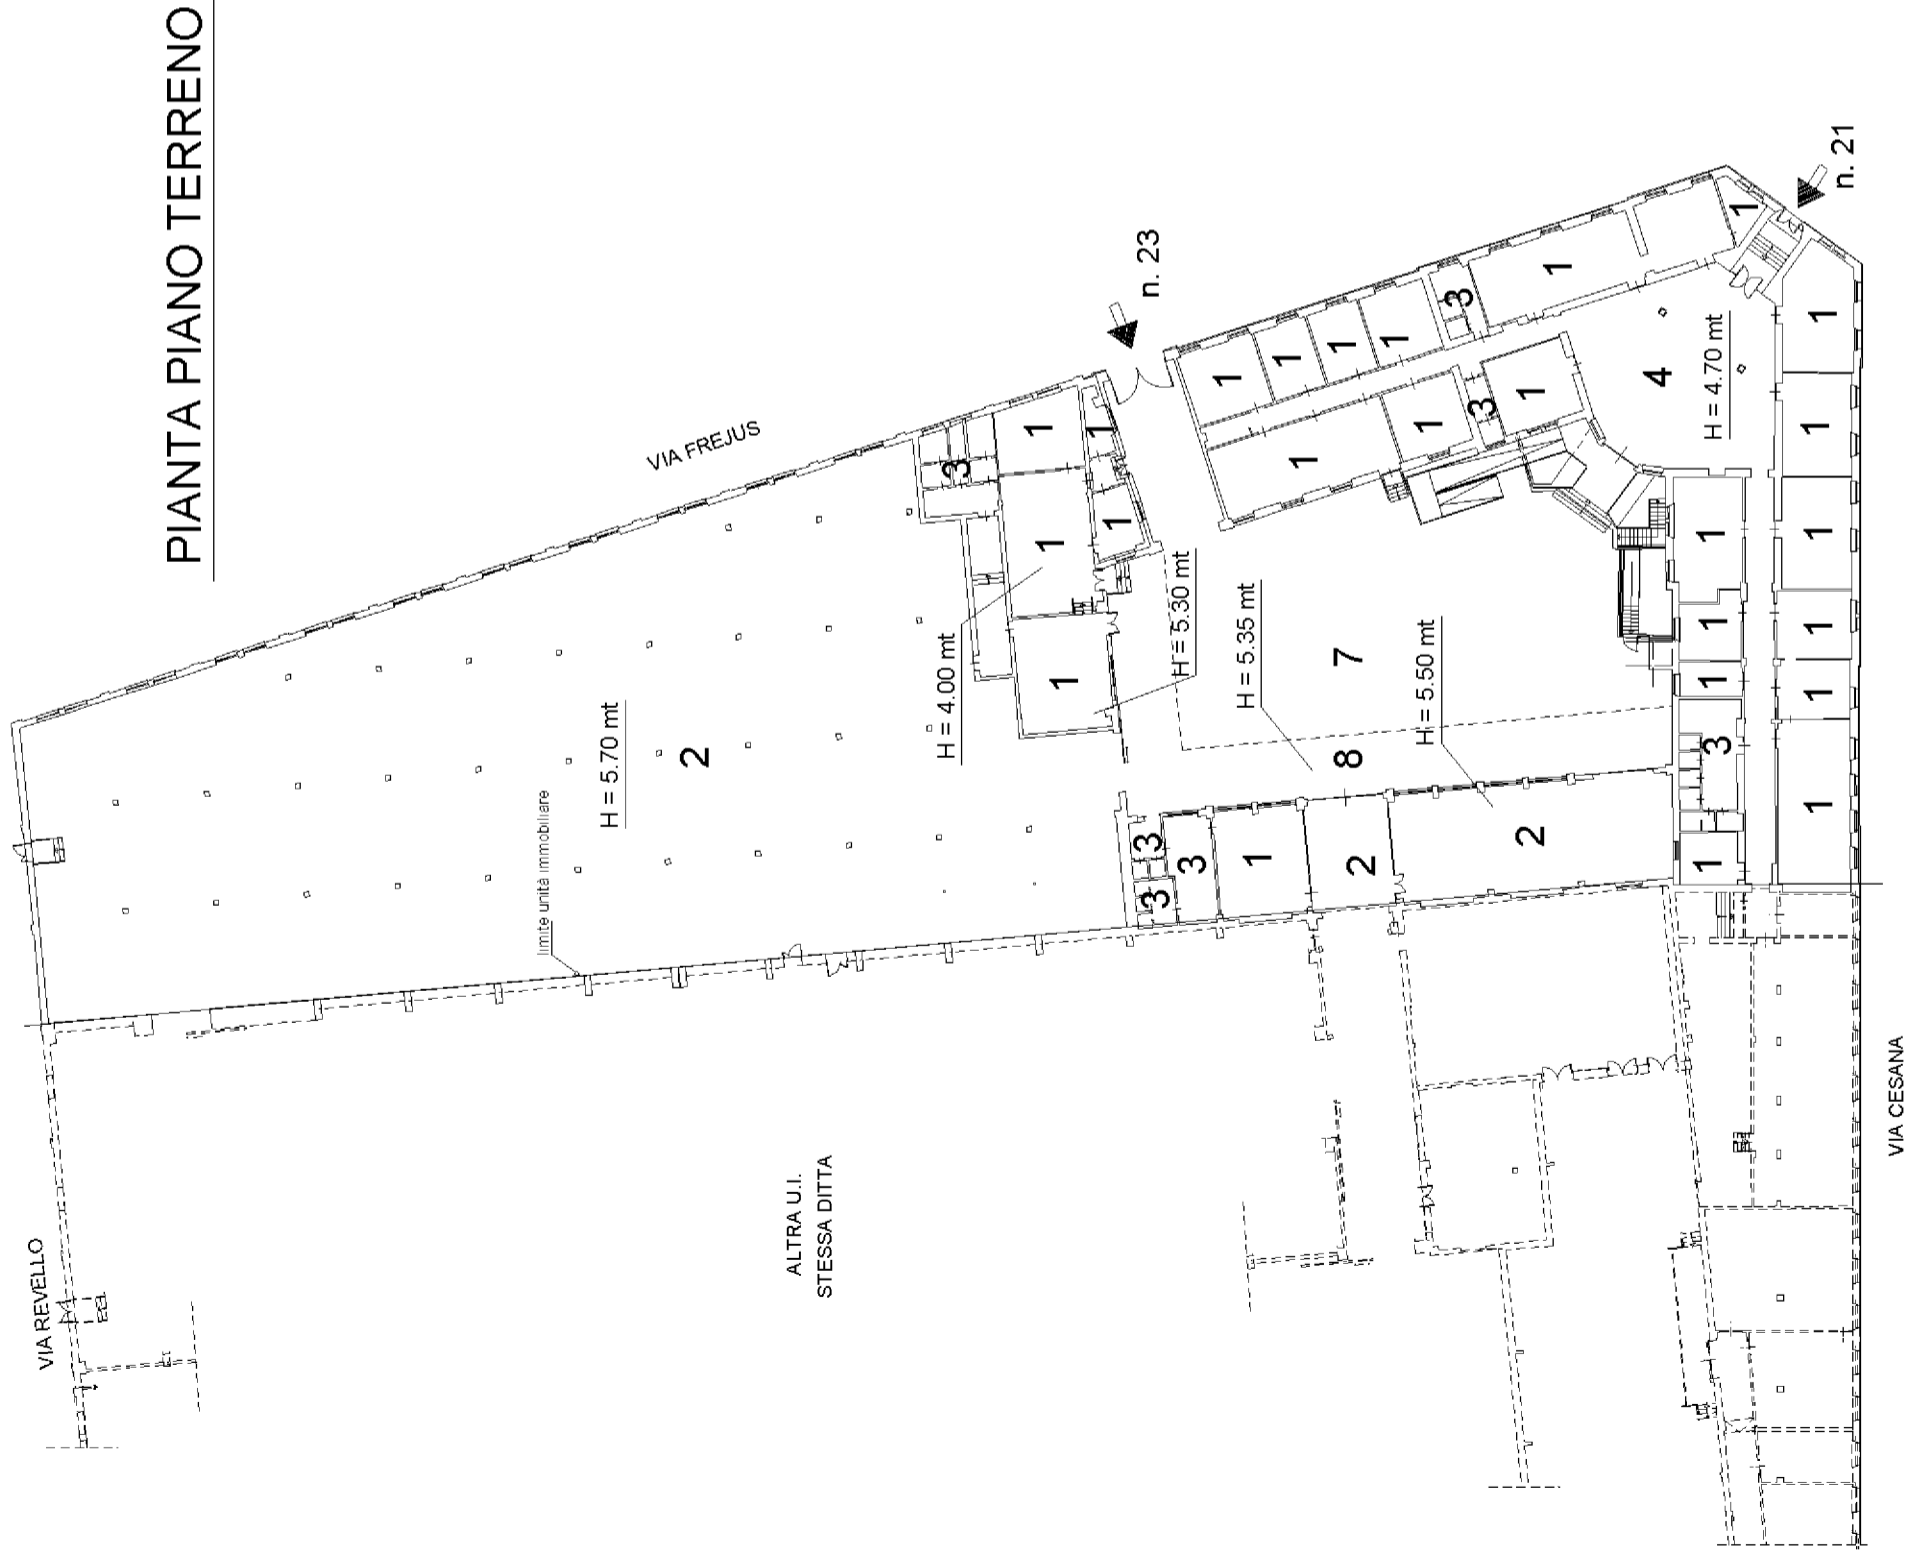 VIA REVELLO
PIANTA PIANO TERRENO
limite unità immobiliare
H = 5.70 mt
2
VIA FREJUS
ALTRA U.I.
STESSA DITTA
H = 4.00 mt
3
1
1
1
1
1
n. 23
3
3
H = 5.30 mt
3
1
H = 5.35 mt
1
1
1
1
8
7
2
1
H = 5.50 mt
1
3
3
2
1
1
4
1
3
1
1
1
H = 4.70 mt
1
1
1
1
1
1
1
n. 21
VIA CESANA